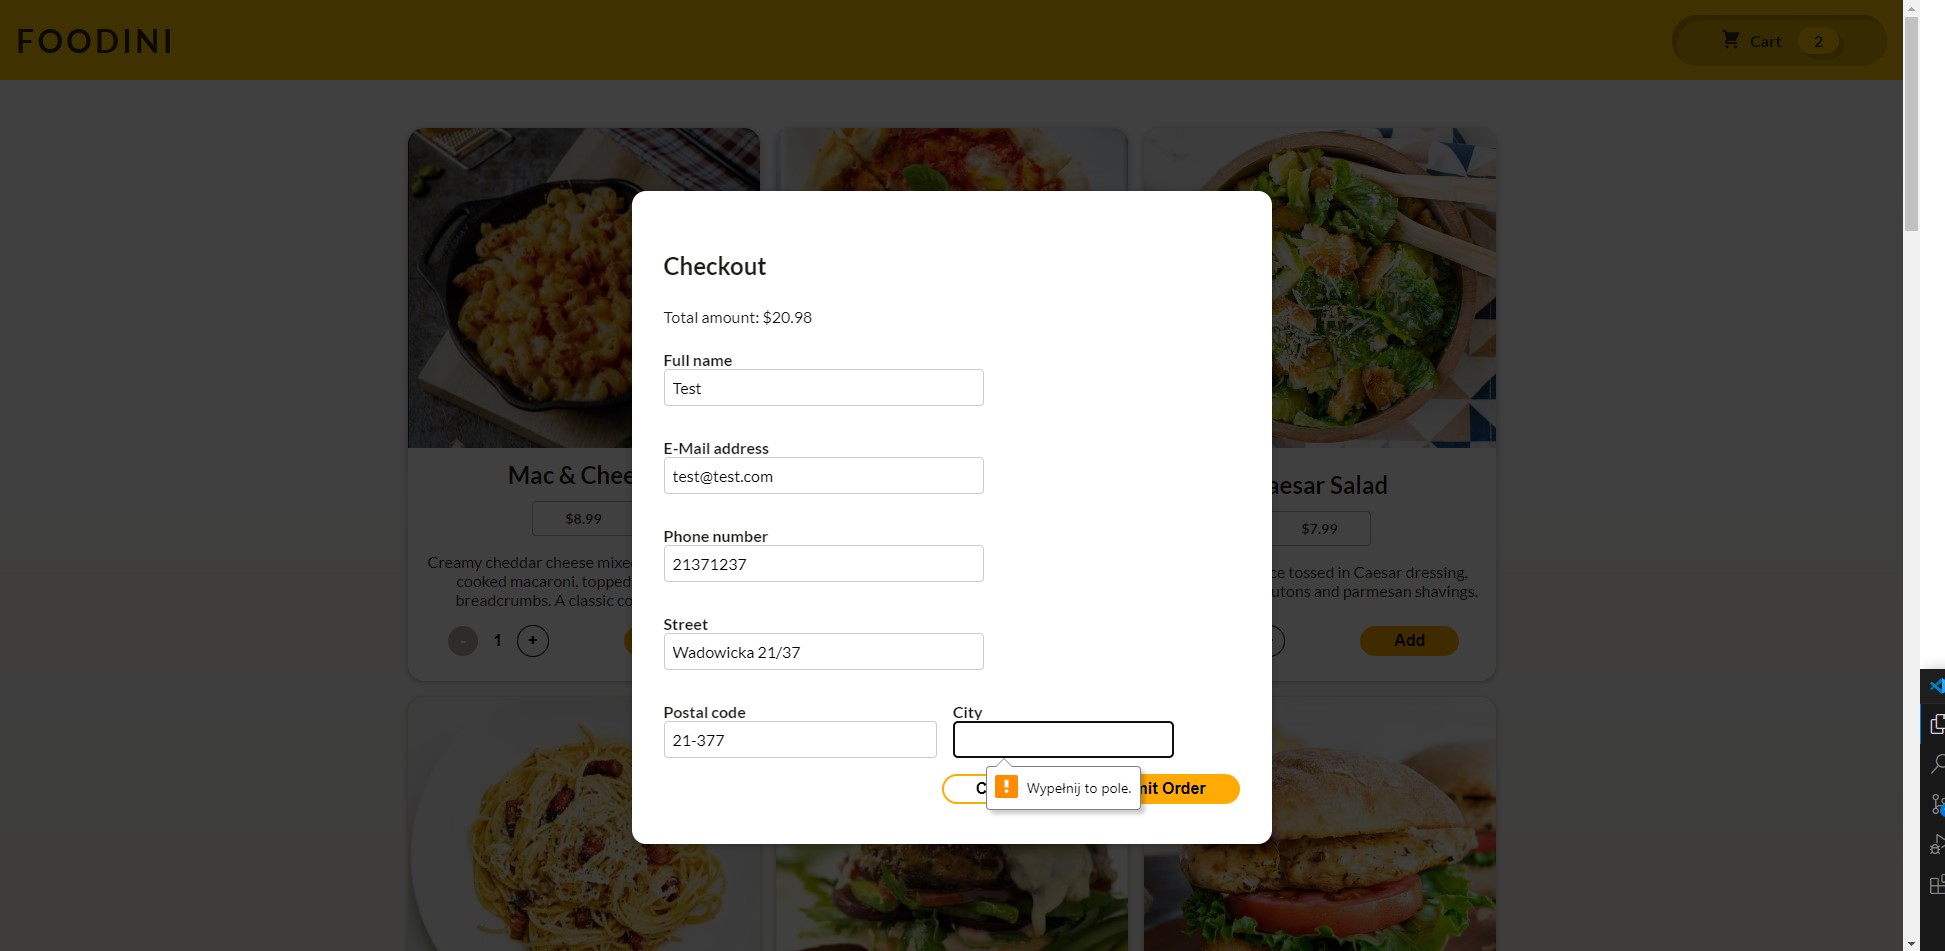 FOODINI
Cart 2
Checkout
Total amount: $20.98
Full name
Test
E-Mail address
test@test.com
Phone number
21371237
Street
Wadowicka 21/37
Postal code
21-377
City
Wypełnij to pole.
C
mit Order
Mac & Chee
$8.99
Creamy cheddar cheese mixe
cooked macaroni, topped
breadcrumbs. A classic co
- 1 +
aesar Salad
$7.99
ce tossed in Caesar dressing,
utons and parmesan shavings.
Add